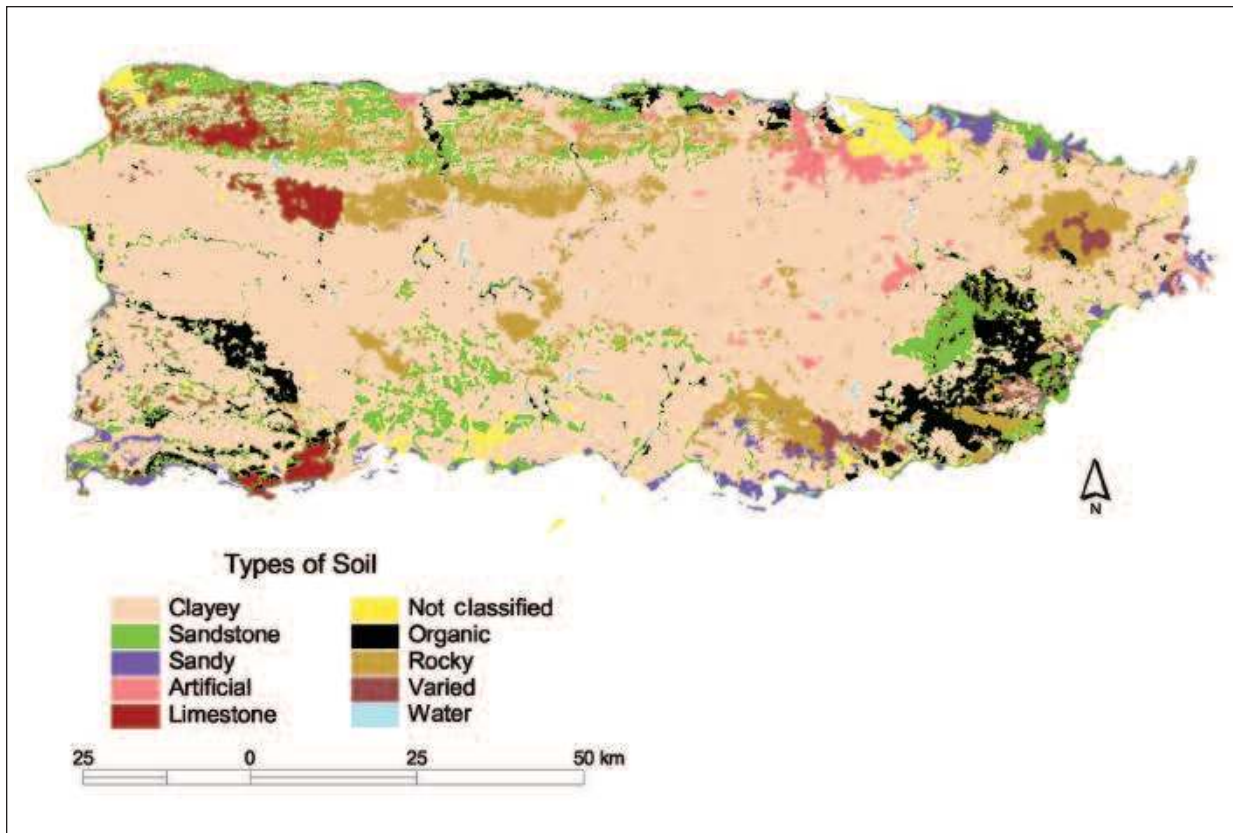 N
Types of Soil
Clayey
Sandstone
Sandy
Artificial
Limestone
Not classified
Organic
Rocky
Varied
Water
25 0 25 50 km